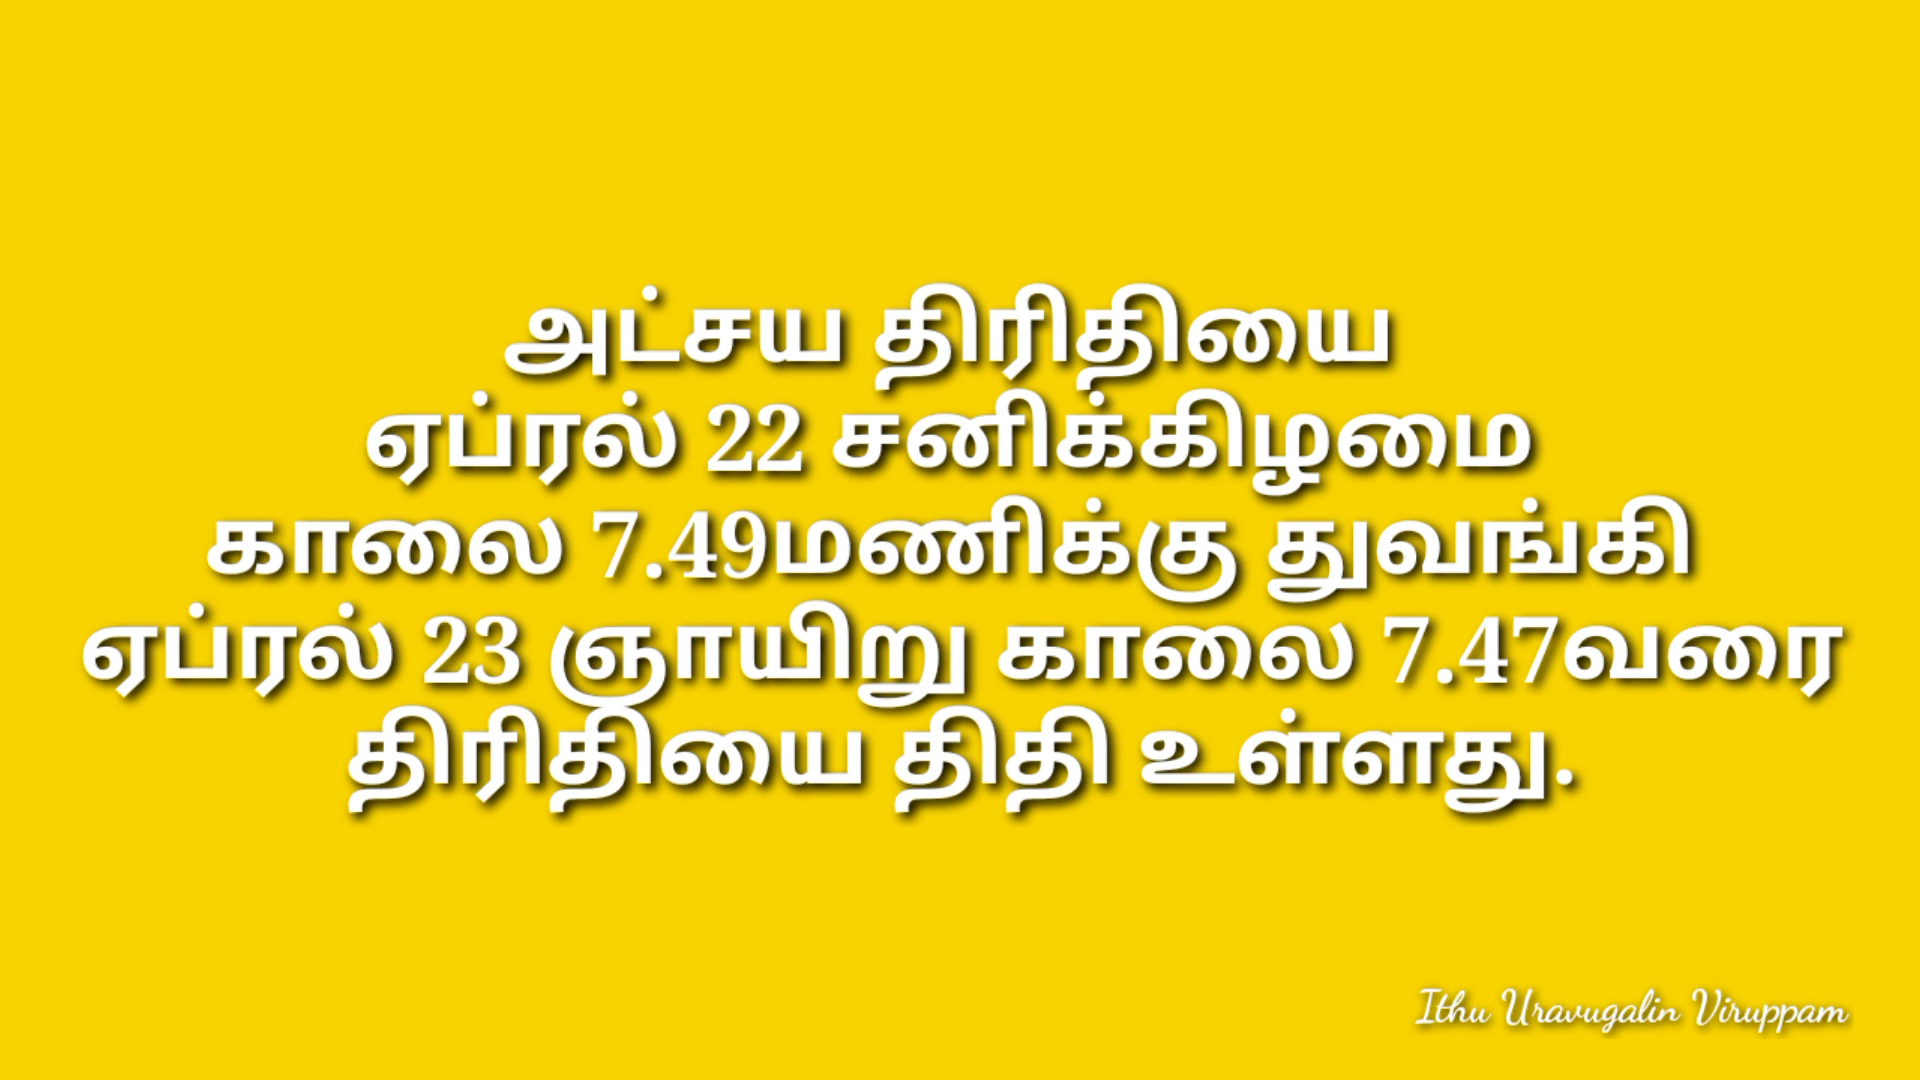 அட்சய திரிதியை
ஏப்ரல் 22 சனிக்கிழமை
காலை 7.49மணிக்கு துவங்கி
ஏப்ரல் 23 ஞாயிறு காலை 7.47வரை
திரிதியை திதி உள்ளது.
Ithu Uravugalin Viruppam